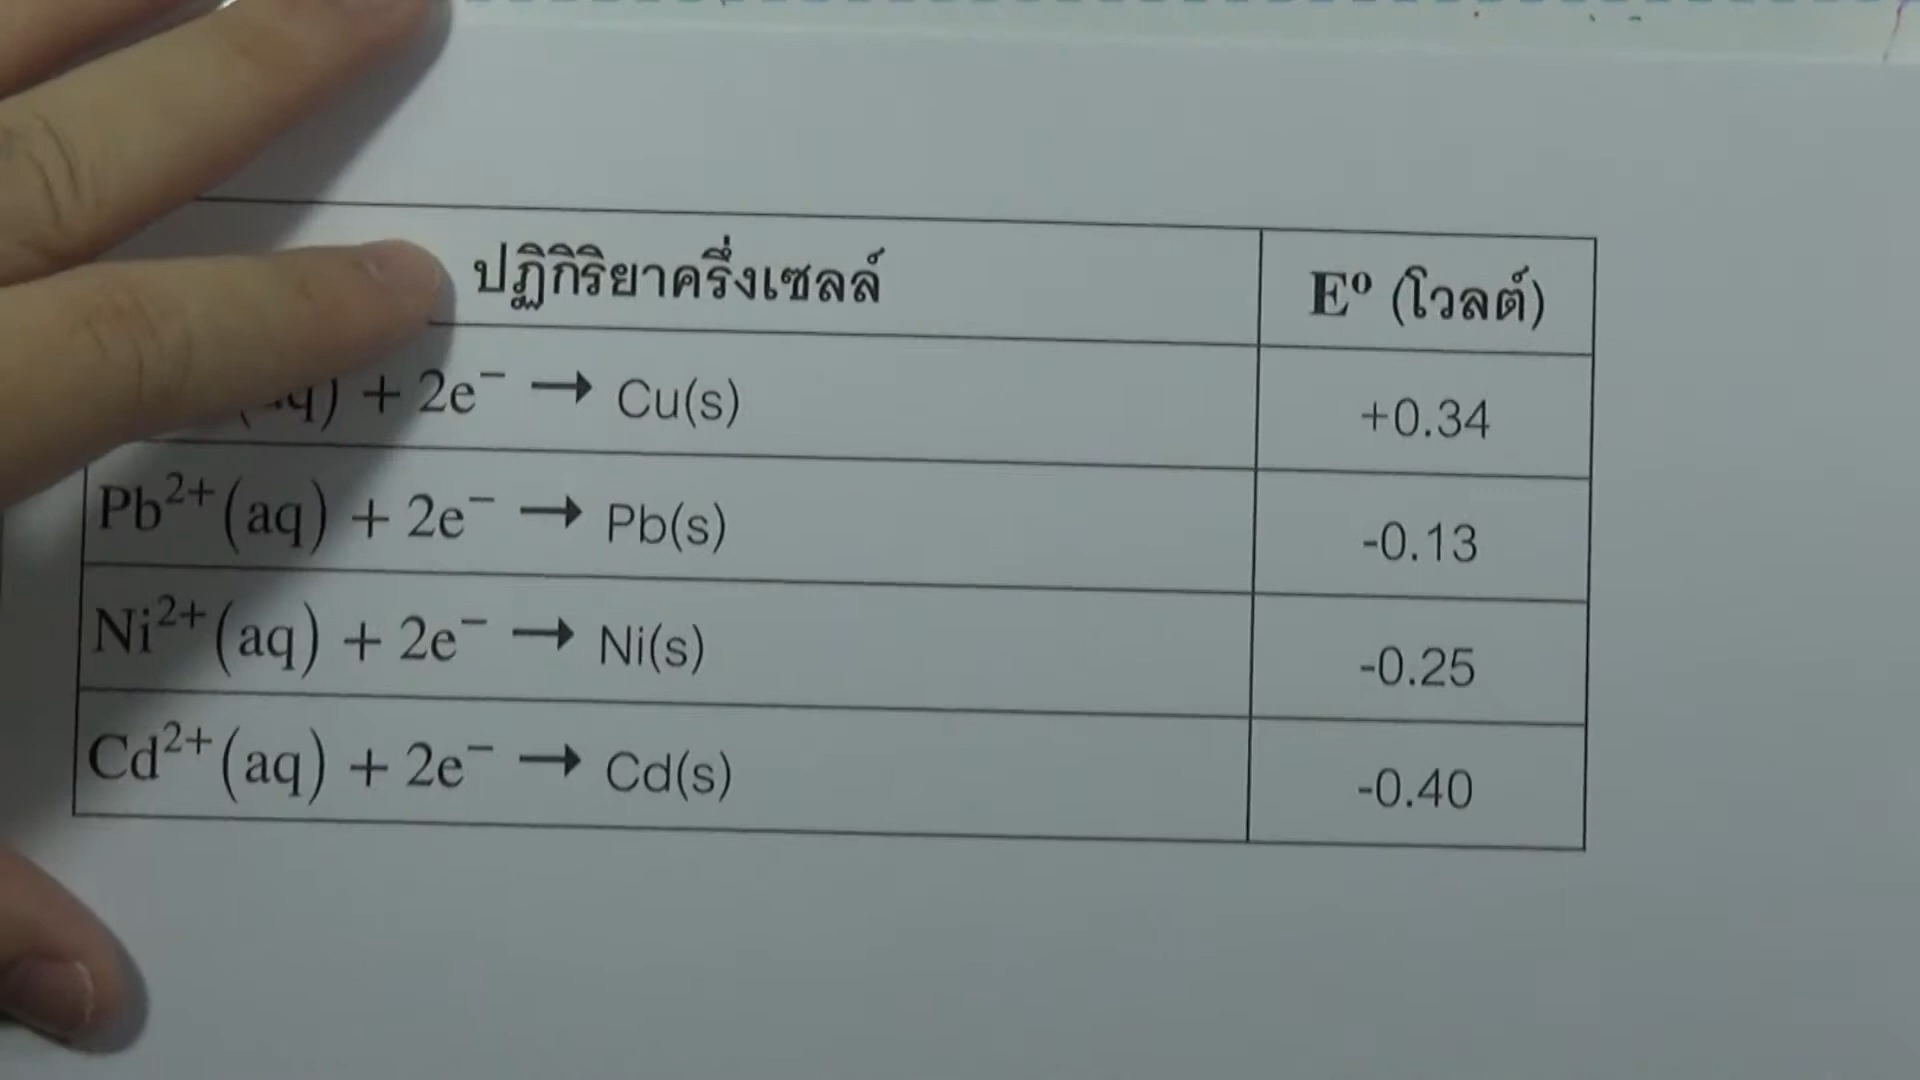 ปฏิกิริยาครึ่งเซลล์ E° (โวลต์)
+ 2e⁻ → Cu(s) +0.34
Pb²⁺(aq) + 2e⁻ → Pb(s) -0.13
Ni²⁺(aq) + 2e⁻ → Ni(s) -0.25
Cd²⁺(aq) + 2e⁻ → Cd(s) -0.40